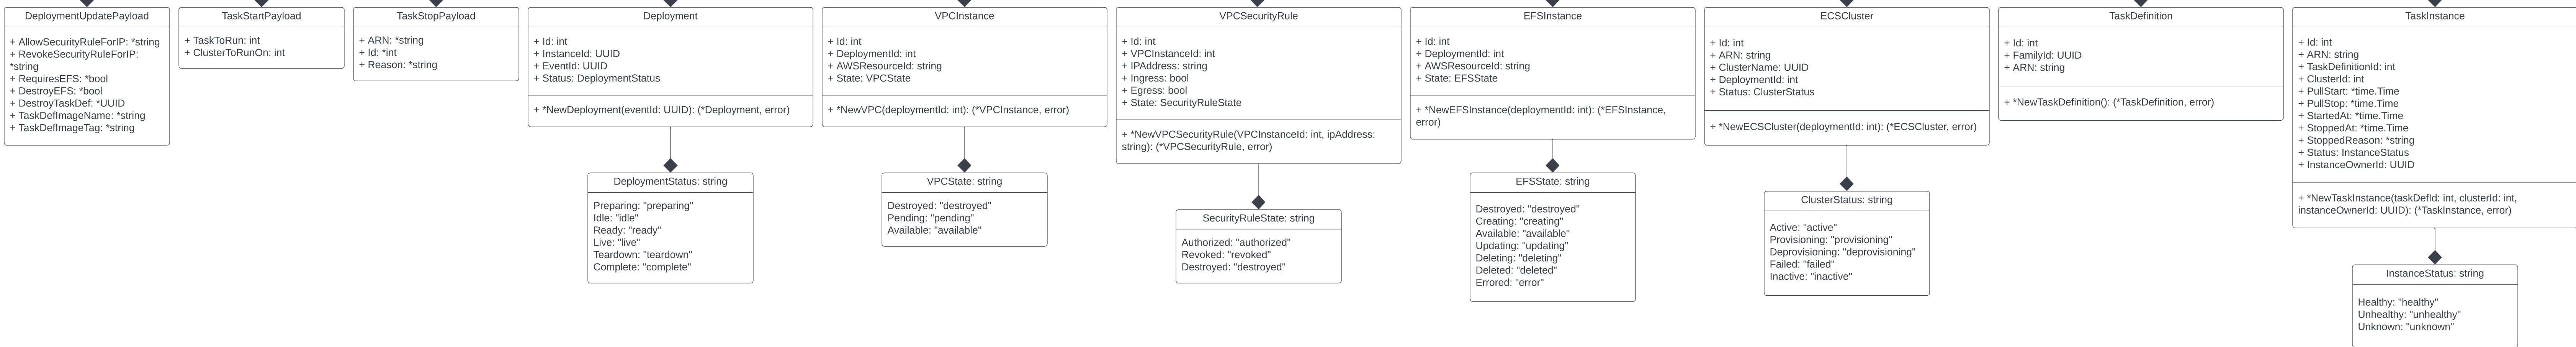 DeploymentUpdatePayload
+ AllowSecurityRuleForIP: *string
+ RevokeSecurityRuleForIP:
*string
+ RequiresEFS: *bool
+ DestroyEFS: *bool
+ DestroyTaskDef: *UUID
+ TaskDefImageName: *string
+ TaskDefImageTag: *string
TaskStartPayload
+ TaskToRun: int
+ ClusterToRunOn: int
TaskStopPayload
+ ARN: *string
+ Id: *int
+ Reason: *string
Deployment
+ Id: int
+ InstanceId: UUID
+ EventId: UUID
+ Status: DeploymentStatus
+ *NewDeployment(eventId: UUID): (*Deployment, error)
DeploymentStatus: string
Preparing: "preparing"
Idle: "idle"
Ready: "ready"
Live: "live"
Teardown: "teardown"
Complete: "complete"
VPCInstance
+ Id: int
+ DeploymentId: int
+ AWSResourceId: string
+ State: VPCState
+ *NewVPC(deploymentId: int): (*VPCInstance, error)
VPCState: string
Destroyed: "destroyed"
Pending: "pending"
Available: "available"
VPCSecurityRule
+ Id: int
+ VPCInstanceId: int
+ IPAddress: string
+ Ingress: bool
+ Egress: bool
+ State: SecurityRuleState
+ *NewVPCSecurityRule(VPCInstanceId: int, ipAddress:
string): (*VPCSecurityRule, error)
SecurityRuleState: string
Authorized: "authorized"
Revoked: "revoked"
Destroyed: "destroyed"
EFSInstance
+ Id: int
+ DeploymentId: int
+ AWSResourceId: string
+ State: EFSState
+ *NewEFSInstance(deploymentId: int): (*EFSInstance,
error)
EFSState: string
Destroyed: "destroyed"
Creating: "creating"
Available: "available"
Updating: "updating"
Deleting: "deleting"
Deleted: "deleted"
Errored: "error"
ECSCluster
+ Id: int
+ ARN: string
+ ClusterName: UUID
+ DeploymentId: int
+ Status: ClusterStatus
+ *NewECSCluster(deploymentId: int): (*ECSCluster, error)
ClusterStatus: string
Active: "active"
Provisioning: "provisioning"
Deprovisioning: "deprovisioning"
Failed: "failed"
Inactive: "inactive"
TaskDefinition
+ Id: int
+ FamilyId: UUID
+ ARN: string
+ *NewTaskDefinition(): (*TaskDefinition, error)
TaskInstance
+ Id: int
+ ARN: string
+ TaskDefinitionId: int
+ ClusterId: int
+ PullStart: *time.Time
+ PullStop: *time.Time
+ StartedAt: *time.Time
+ StoppedAt: *time.Time
+ StoppedReason: *string
+ Status: InstanceStatus
+ InstanceOwnerId: UUID
+ *NewTaskInstance(taskDefId: int, clusterId: int,
instanceOwnerId: UUID): (*TaskInstance, error)
InstanceStatus: string
Healthy: "healthy"
Unhealthy: "unhealthy"
Unknown: "unknown"